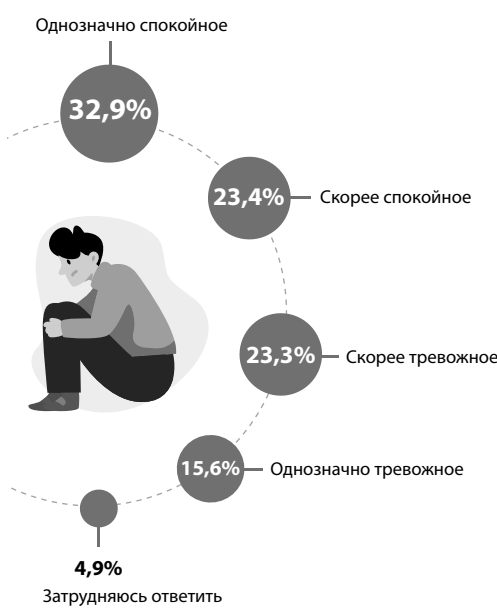 Однозначно спокойное
32,9%
23,4%
Скорее спокойное
23,3%
Скорее тревожное
15,6%
Однозначно тревожное
4,9%
Затрудняюсь ответить